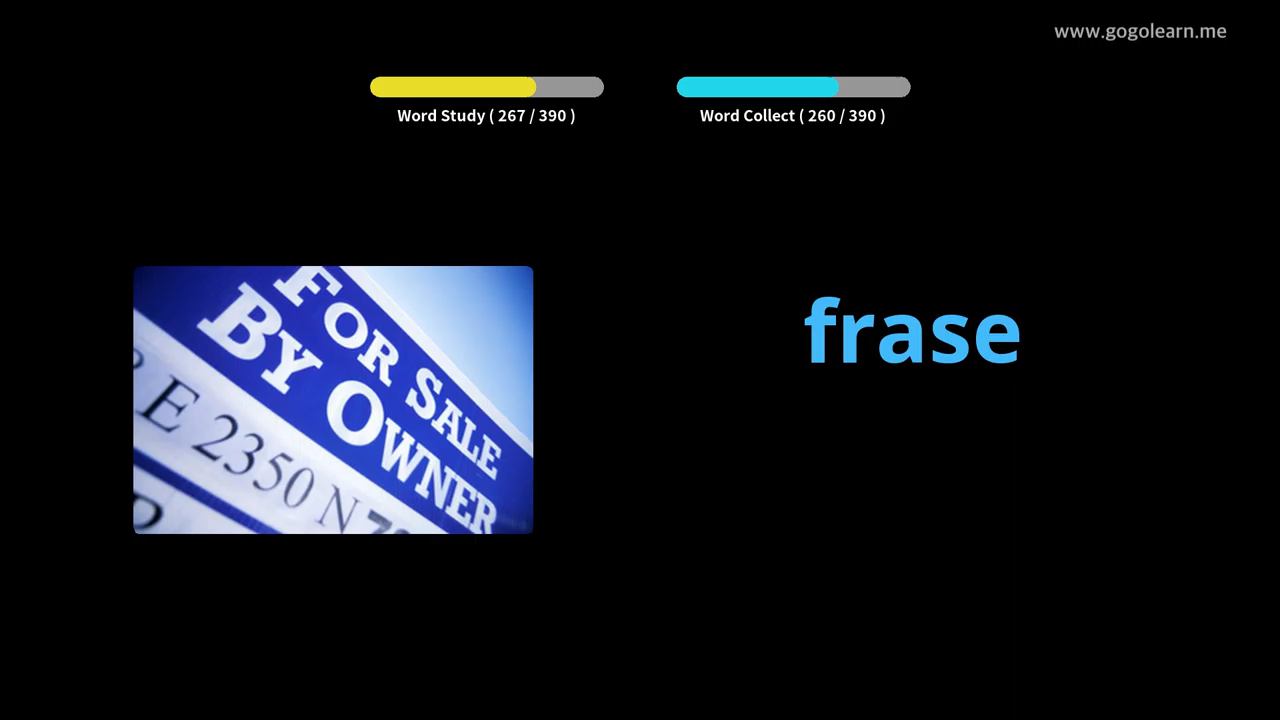 www.gogolearn.me
Word Study ( 267 / 390 )
Word Collect ( 260 / 390 )
FOR SALE
BY OWNER
E 2350 N
frase